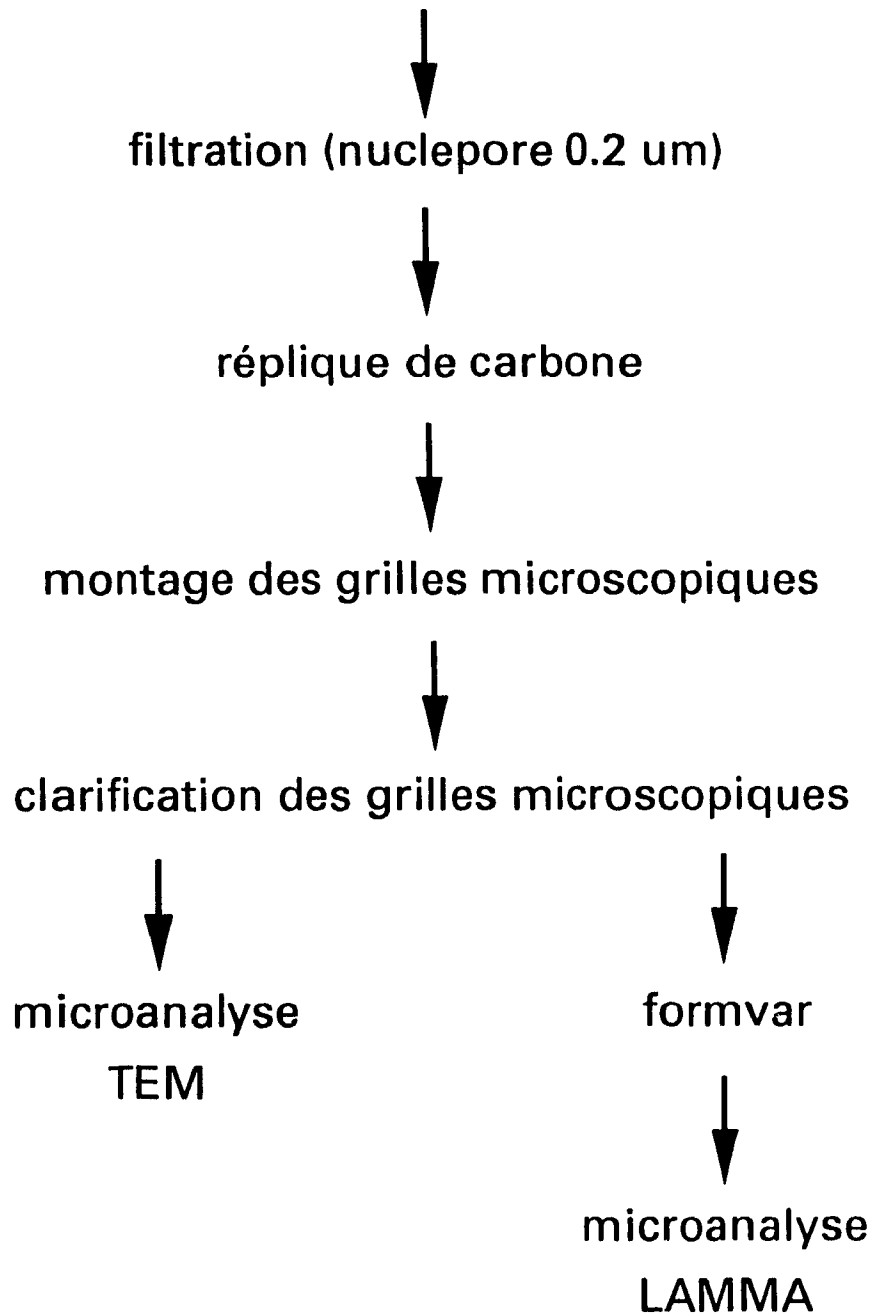 filtration (nuclepore 0.2 um)
réplique de carbone
montage des grilles microscopiques
clarification des grilles microscopiques
microanalyse
TEM
formvar
microanalyse
LAMMA